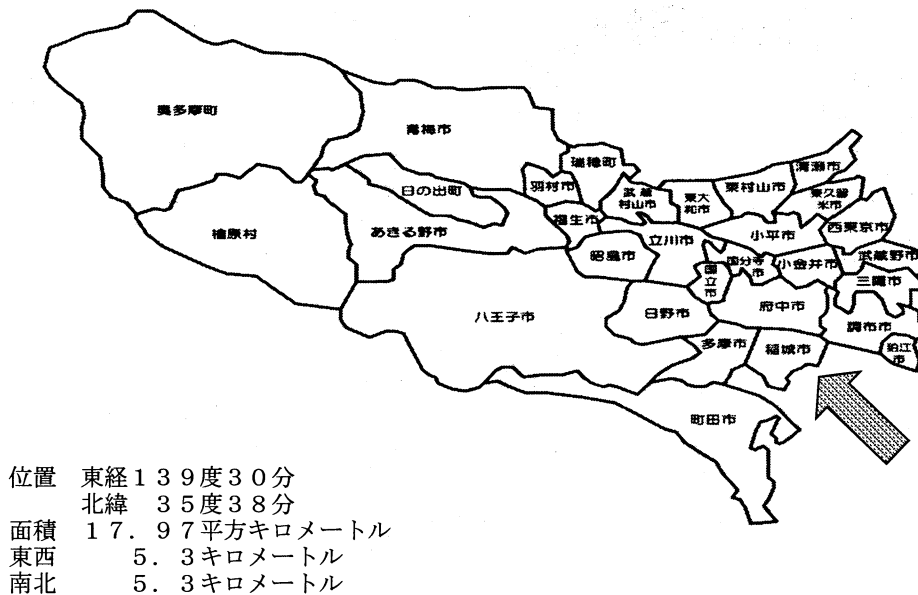 奥多摩町
青梅市
瑞穂町
清瀬市
日の出町
羽村市
武蔵
村山市
東大
和市
東村山市
東久留
米市
檜原村
あきる野市
福生市
立川市
小平市
西東京市
昭島市
国分寺
市
小金井市
武蔵野市
国
立
市
三鷹市
八王子市
日野市
府中市
調布市
多摩市
稲城市
狛江
市
町田市
位置 東経139度30分
北緯 35度38分
面積 17.97平方キロメートル
東西 5.3キロメートル
南北 5.3キロメートル